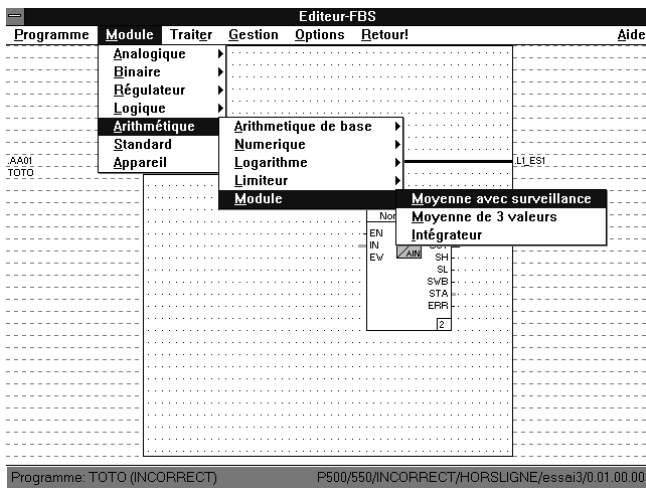 Editeur-FBS
Programme Module Traiter Gestion Options Retour! Aide
Analogique
Binaire
Régulateur
Logique
Arithmétique
Standard
Appareil
Arithmetique de base
Numerique
Logarithme
Limiteur
Module
Moyenne avec surveillance
Moyenne de 3 valeurs
Intégrateur
.AA01
TOTO
.L1_ES1
EN
IN
EW
AIN
SH
SL
SWB
STA
ERR
2
Programme: TOTO (INCORRECT) P500/550/INCORRECT/HORSLIGNE/essai3/0.01.00.00